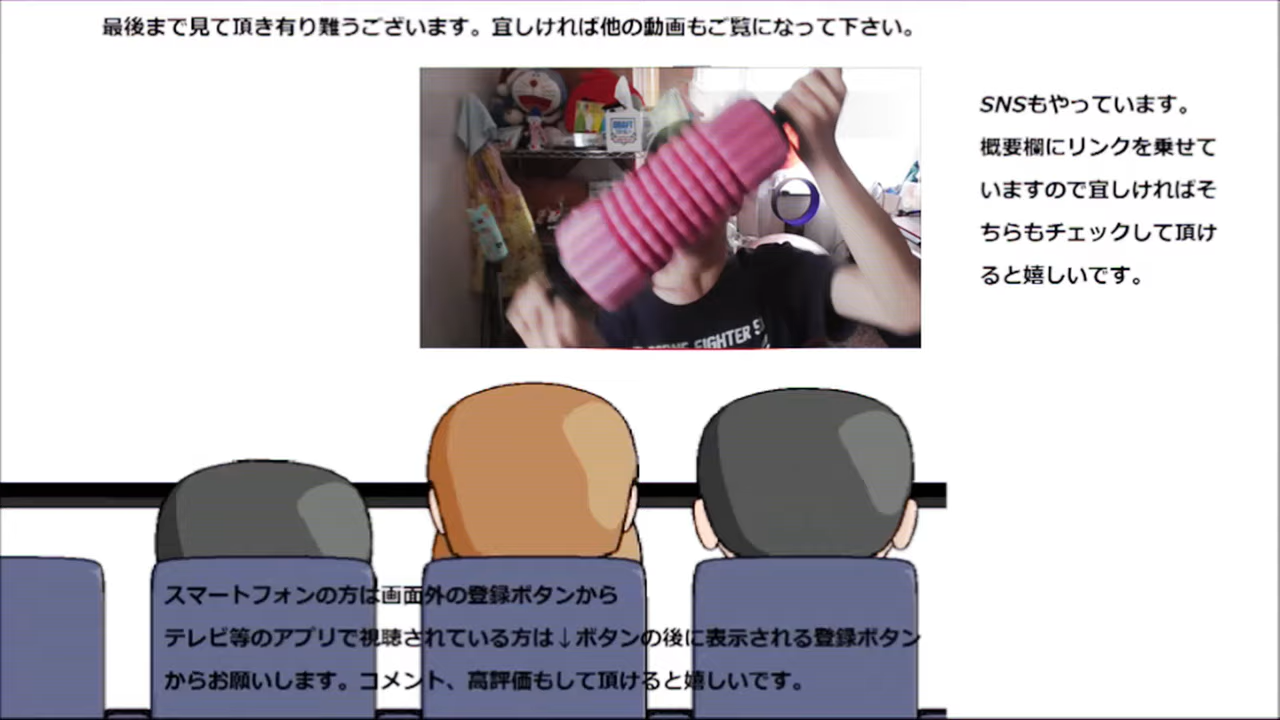 最後まで見て頂き有り難うございます。宜しければ他の動画もご覧になって下さい。
SNSもやっています。
概要欄にリンクを乗せて
いますので宜しければそ
ちらもチェックして頂け
ると嬉しいです。
DRAFT
FIGHTER
スマートフォンの方は画面外の登録ボタンから
テレビ等のアプリで視聴されている方は↓ボタンの後に表示される登録ボタン
からお願いします。コメント、高評価もして頂けると嬉しいです。